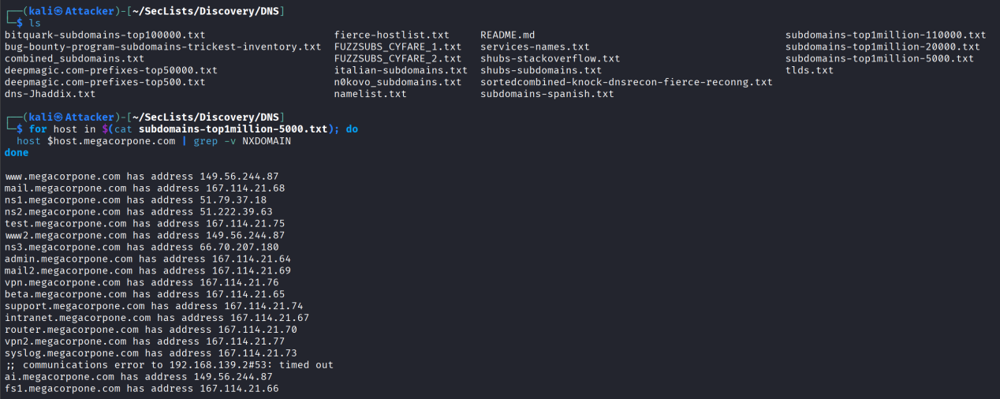 ┌──(kali㉿Attacker)-[~/SecLists/Discovery/DNS]
└─$ ls
bitquark-subdomains-top100000.txt fierce-hostlist.txt README.md subdomains-top1million-110000.txt
bug-bounty-program-subdomains-trickest-inventory.txt FUZZSUBS_CYFARE_1.txt services-names.txt subdomains-top1million-20000.txt
combined_subdomains.txt FUZZSUBS_CYFARE_2.txt shubs-stackoverflow.txt subdomains-top1million-5000.txt
deepmagic.com-prefixes-top50000.txt italian-subdomains.txt shubs-subdomains.txt tlds.txt
deepmagic.com-prefixes-top500.txt n0kovo_subdomains.txt sortedcombined-knock-dnsrecon-fierce-reconng.txt
dns-Jhaddix.txt namelist.txt subdomains-spanish.txt
┌──(kali㉿Attacker)-[~/SecLists/Discovery/DNS]
└─$ for host in $(cat subdomains-top1million-5000.txt); do
host $host.megacorpone.com | grep -v NXDOMAIN
done
www.megacorpone.com has address 149.56.244.87
mail.megacorpone.com has address 167.114.21.68
ns1.megacorpone.com has address 51.79.37.18
ns2.megacorpone.com has address 51.222.39.63
test.megacorpone.com has address 167.114.21.75
www2.megacorpone.com has address 149.56.244.87
ns3.megacorpone.com has address 66.70.207.180
admin.megacorpone.com has address 167.114.21.64
mail2.megacorpone.com has address 167.114.21.69
vpn.megacorpone.com has address 167.114.21.76
beta.megacorpone.com has address 167.114.21.65
support.megacorpone.com has address 167.114.21.74
intranet.megacorpone.com has address 167.114.21.67
router.megacorpone.com has address 167.114.21.70
vpn2.megacorpone.com has address 167.114.21.77
syslog.megacorpone.com has address 167.114.21.73
;; communications error to 192.168.139.2#53: timed out
ai.megacorpone.com has address 149.56.244.87
fs1.megacorpone.com has address 167.114.21.66